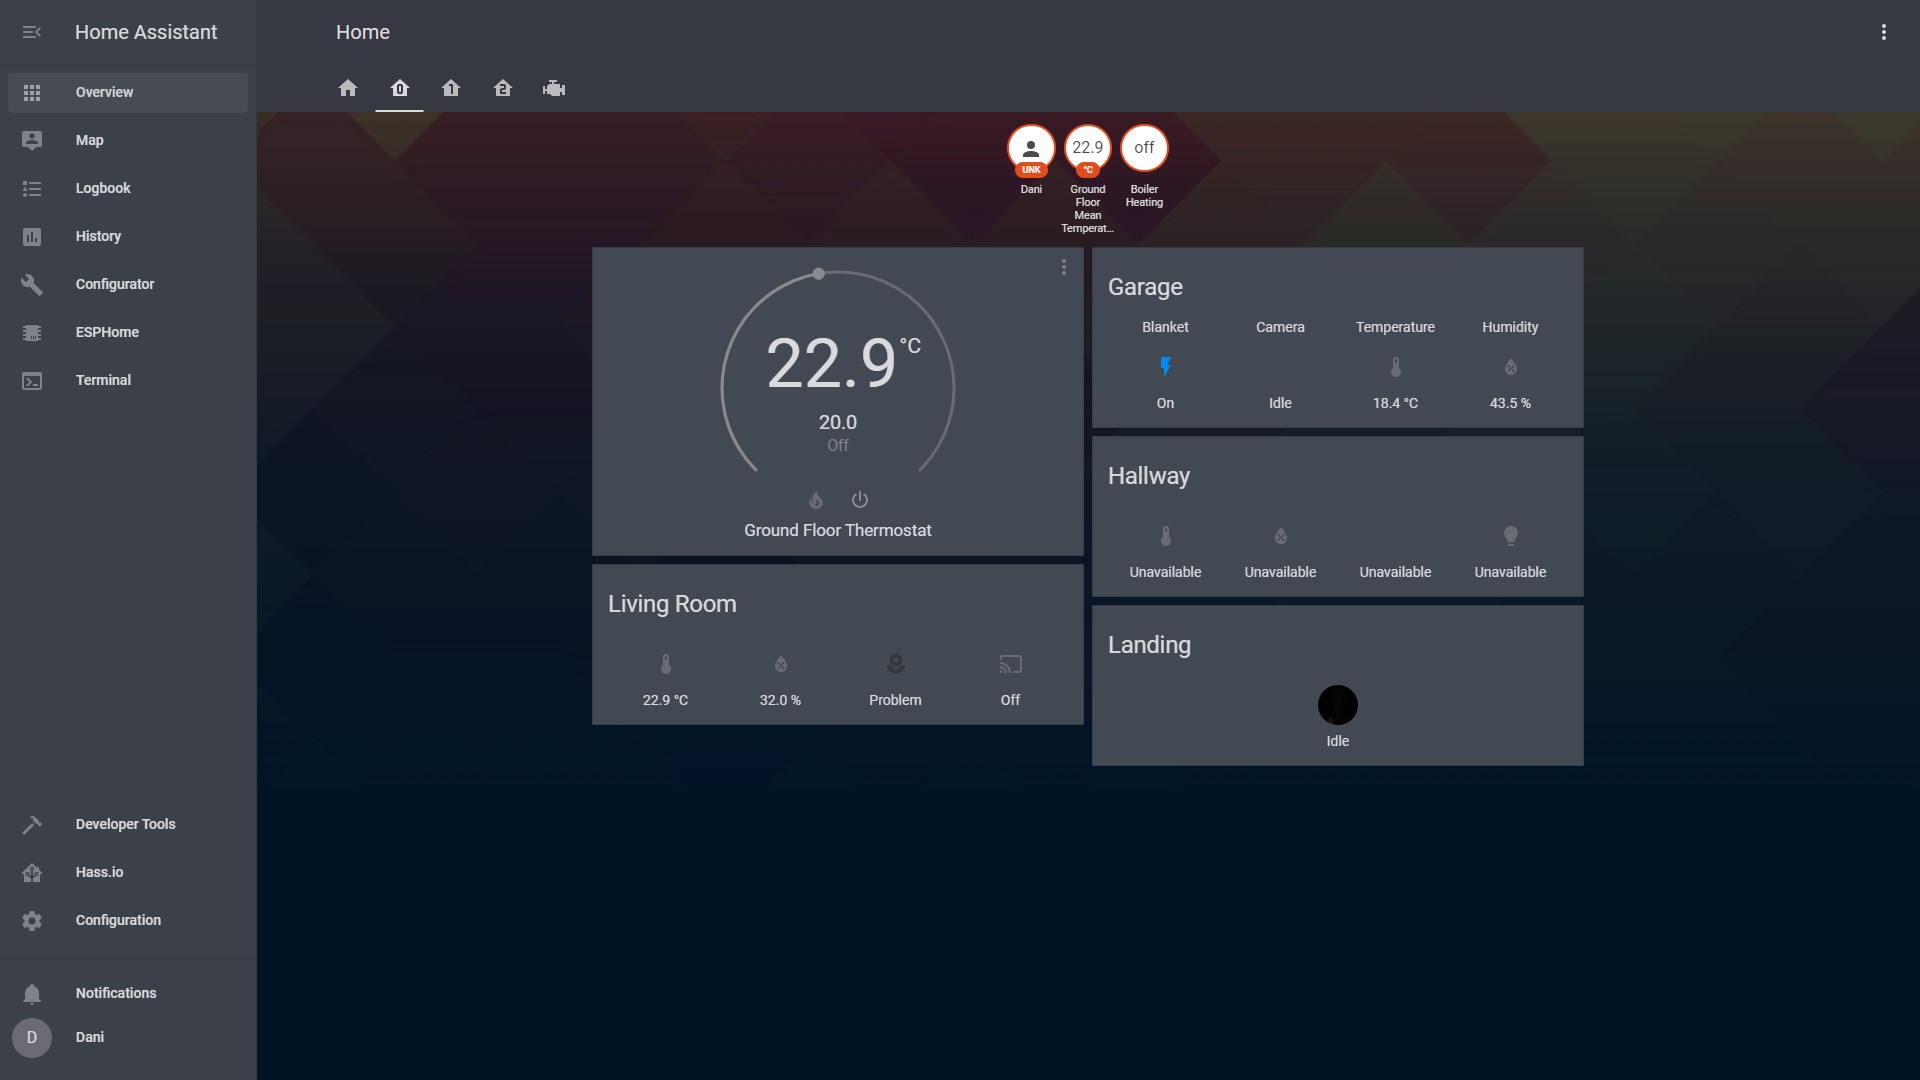 Home Assistant
Overview
Map
Logbook
History
Configurator
ESPHome
Terminal
Developer Tools
Hass.io
Configuration
Notifications
D
Dani
Home
0
1
2
UNK
Dani
22.9
°C
Ground
Floor
Mean
Temperat...
off
Boiler
Heating
22.9 °C
20.0
Off
Ground Floor Thermostat
Living Room
22.9 °C
32.0 %
Problem
Off
Garage
Blanket
Camera
Temperature
Humidity
On
Idle
18.4 °C
43.5 %
Hallway
Unavailable
Unavailable
Unavailable
Unavailable
Landing
Idle